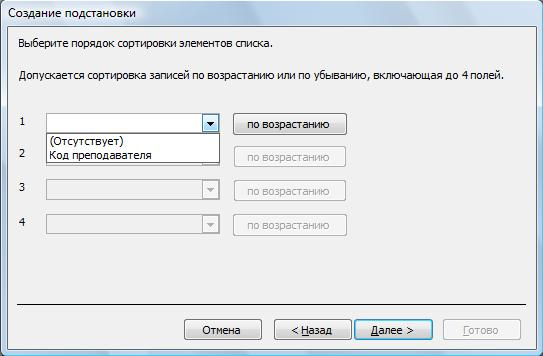 Создание подстановки
Выберите порядок сортировки элементов списка.
Допускается сортировка записей по возрастанию или по убыванию, включающая до 4 полей.
1 по возрастанию
(Отсутствует)
2 Код преподавателя по возрастанию
3 по возрастанию
4 по возрастанию
Отмена < Назад Далее > Готово